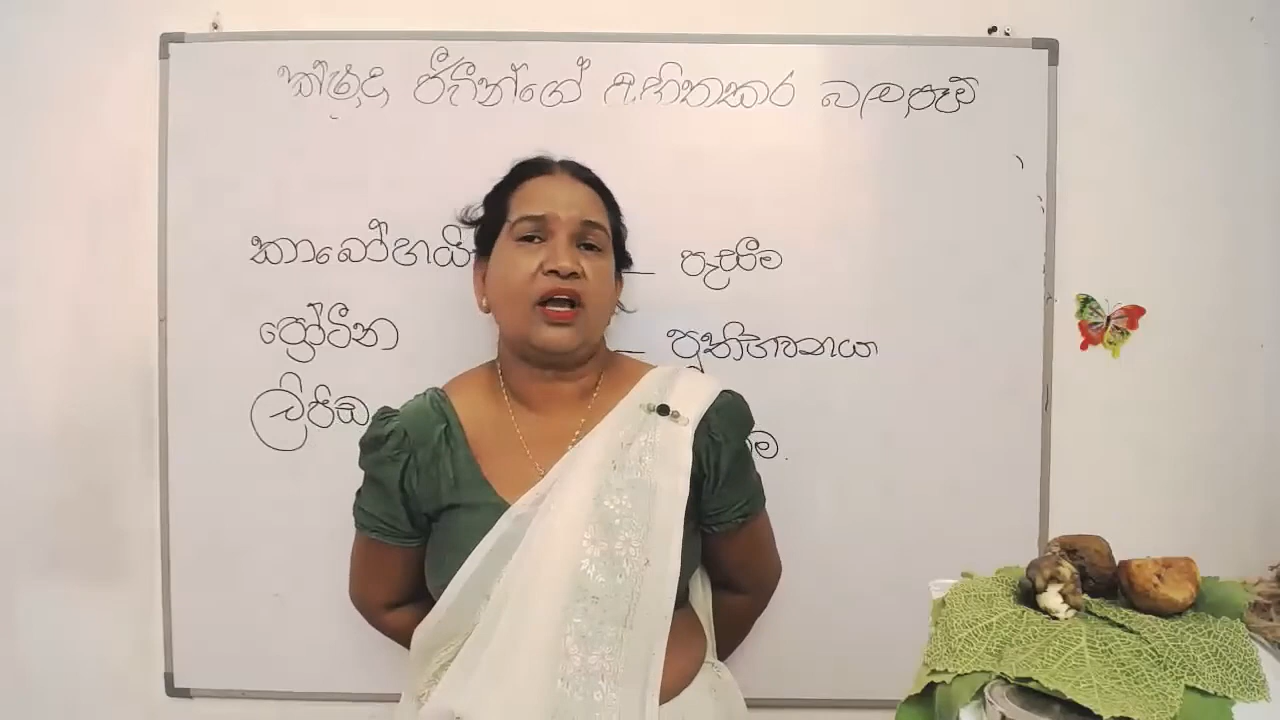 ක්ෂුද්‍ර ජීවීන්ගේ අහිතකර බලපෑම්
කාබෝහයි — පැසීම
ප්‍රෝටීන — පූතිභවනය
ලිපිඩ